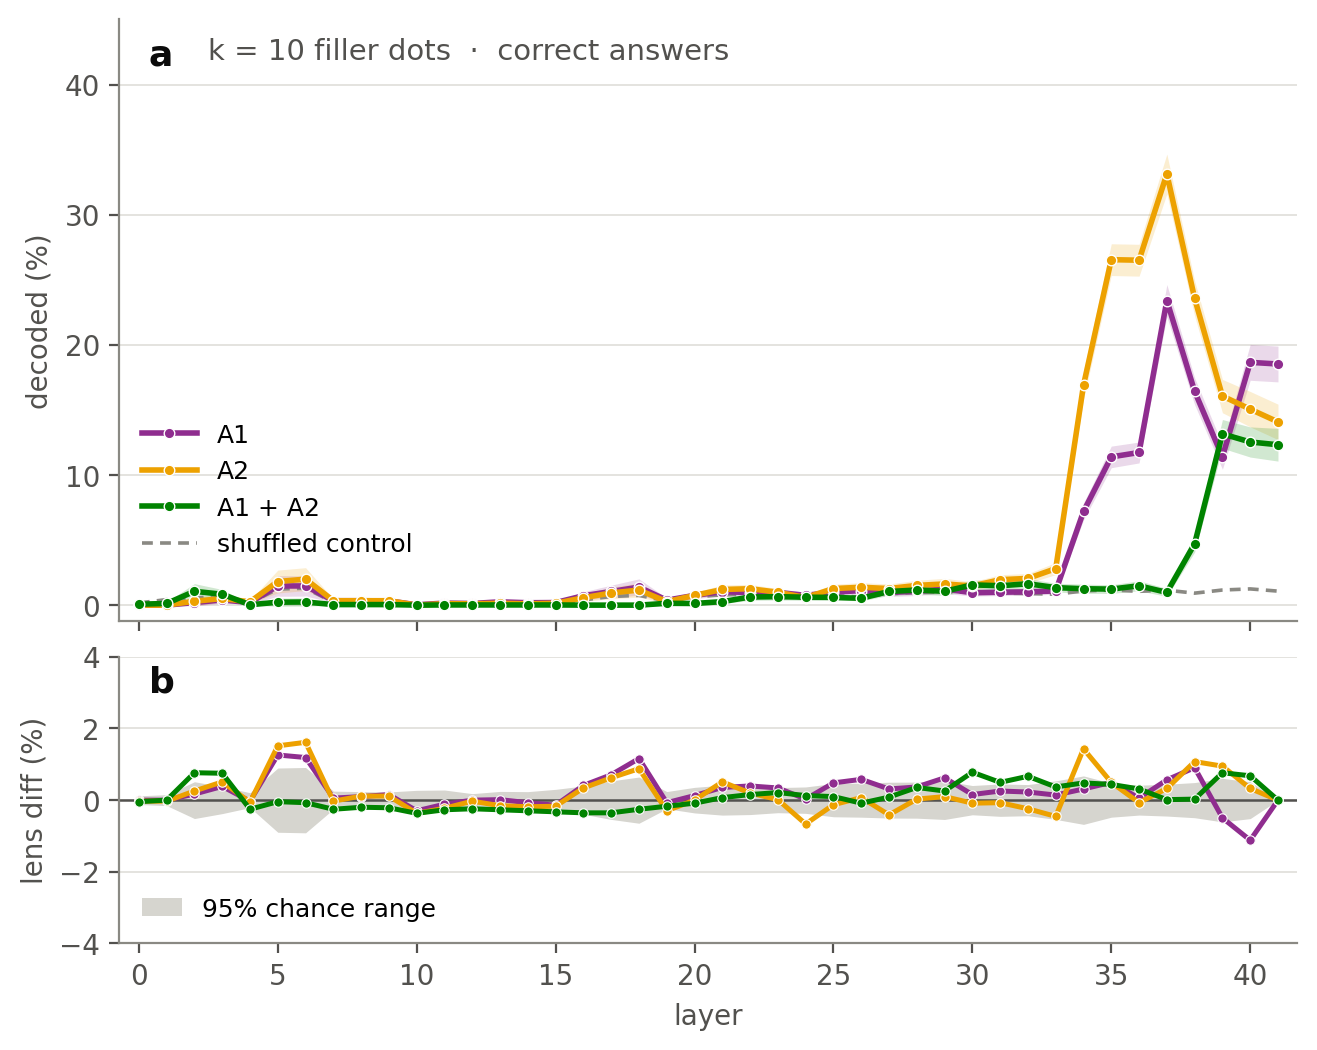 a k = 10 filler dots · correct answers
40
30
20
10
0
decoded (%)
A1
A2
A1 + A2
shuffled control
b
4
2
0
−2
−4
lens diff (%)
95% chance range
0 5 10 15 20 25 30 35 40
layer